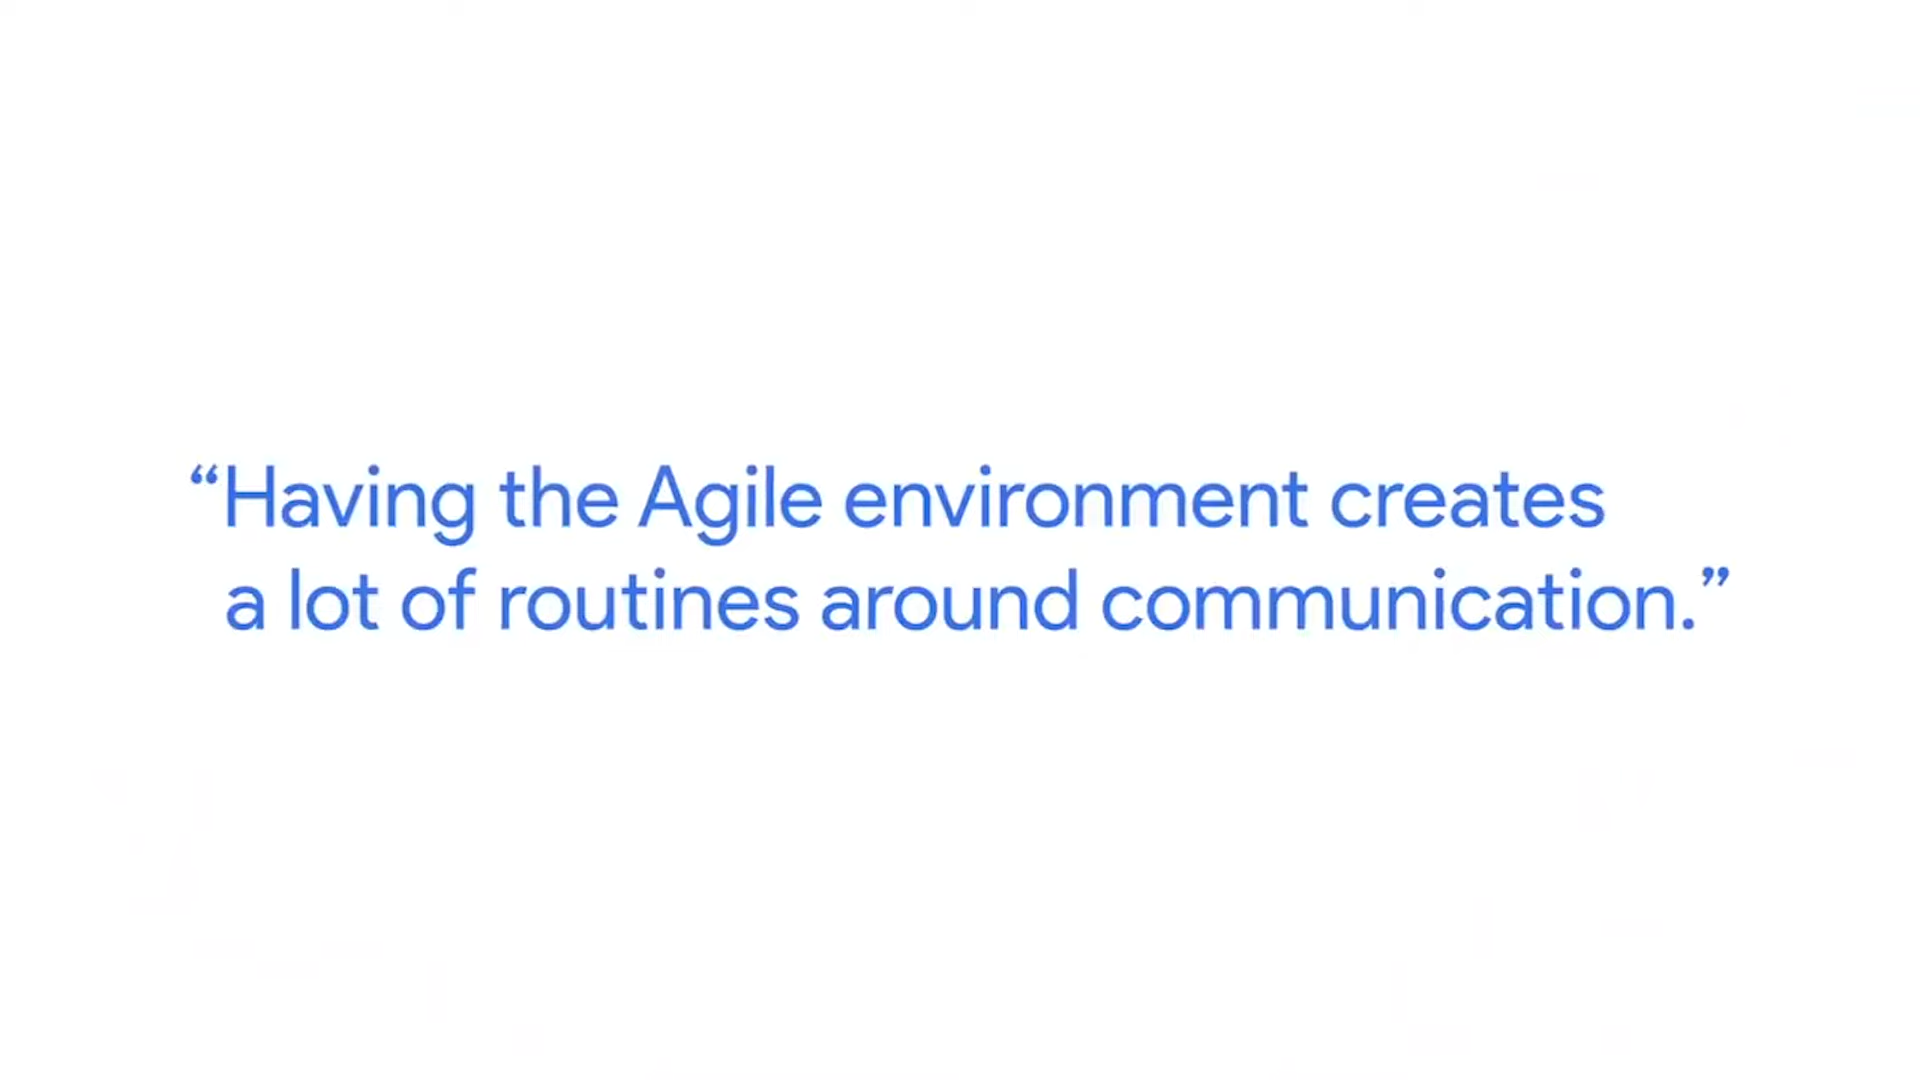 “Having the Agile environment creates
a lot of routines around communication.”